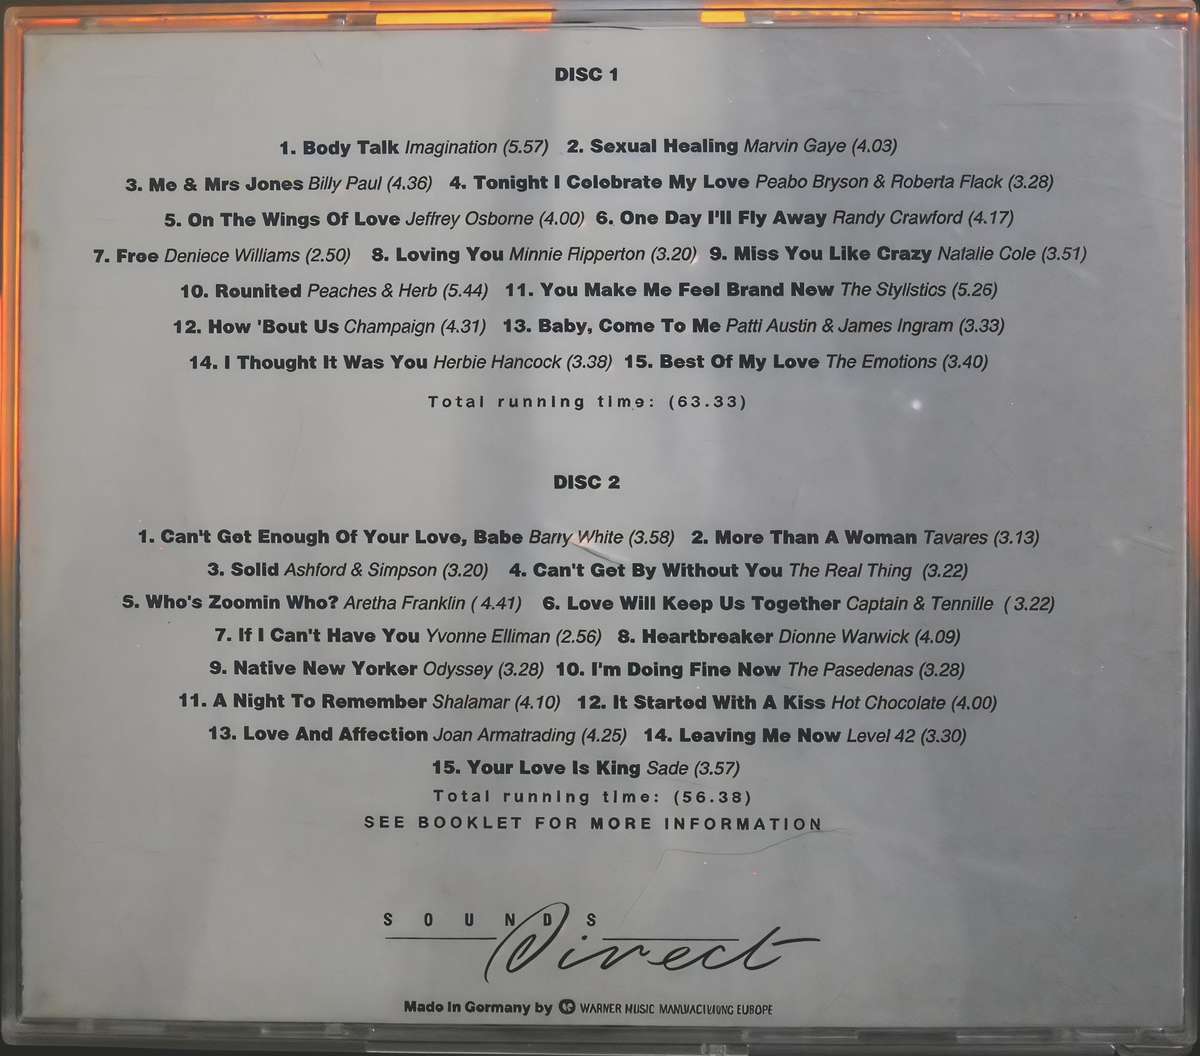 DISC 1
1. Body Talk Imagination (5.57) 2. Sexual Healing Marvin Gaye (4.03)
3. Me & Mrs Jones Billy Paul (4.36) 4. Tonight I Celebrate My Love Peabo Bryson & Roberta Flack (3.28)
5. On The Wings Of Love Jeffrey Osborne (4.00) 6. One Day I'll Fly Away Randy Crawford (4.17)
7. Free Deniece Williams (2.50) 8. Loving You Minnie Ripperton (3.20) 9. Miss You Like Crazy Natalie Cole (3.51)
10. Reunited Peaches & Herb (5.44) 11. You Make Me Feel Brand New The Stylistics (5.26)
12. How 'Bout Us Champaign (4.31) 13. Baby, Come To Me Patti Austin & James Ingram (3.33)
14. I Thought It Was You Herbie Hancock (3.38) 15. Best Of My Love The Emotions (3.40)
Total running time: (63.33)
DISC 2
1. Can't Get Enough Of Your Love, Babe Barry White (3.58) 2. More Than A Woman Tavares (3.13)
3. Solid Ashford & Simpson (3.20) 4. Can't Get By Without You The Real Thing (3.22)
5. Who's Zoomin Who? Aretha Franklin ( 4.41) 6. Love Will Keep Us Together Captain & Tennille ( 3.22)
7. If I Can't Have You Yvonne Elliman (2.56) 8. Heartbreaker Dionne Warwick (4.09)
9. Native New Yorker Odyssey (3.28) 10. I'm Doing Fine Now The Pasedenas (3.28)
11. A Night To Remember Shalamar (4.10) 12. It Started With A Kiss Hot Chocolate (4.00)
13. Love And Affection Joan Armatrading (4.25) 14. Leaving Me Now Level 42 (3.30)
15. Your Love Is King Sade (3.57)
Total running time: (56.38)
SEE BOOKLET FOR MORE INFORMATION
SOUNDS
Direct
Made In Germany by WARNER MUSIC MANUFACTURING EUROPE